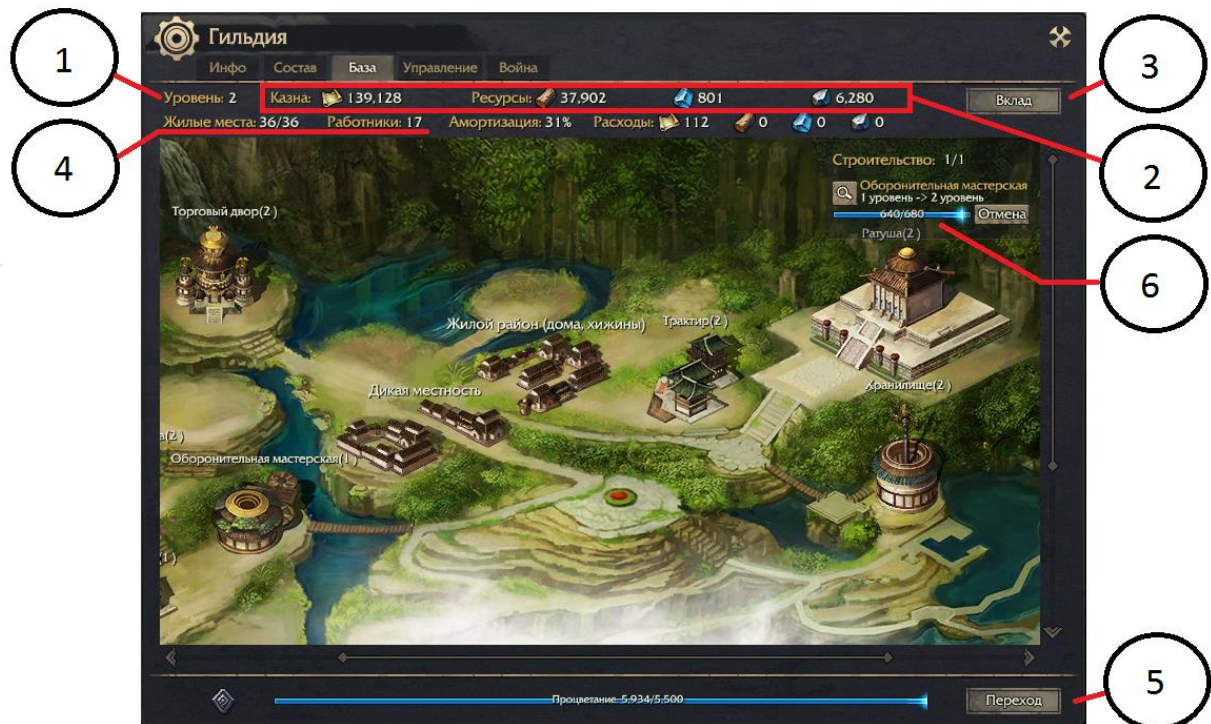 Гильдия
Инфо Состав База Управление Война
Уровень: 2 Казна: 139,128 Ресурсы: 37,902 801 6,280 Вклад
Жилые места: 36/36 Работники: 17 Амортизация: 31% Расходы: 112 0 0 0
1
3
4
2
6
5
Строительство: 1/1
Оборонительная мастерская
1 уровень -> 2 уровень
640/680 Отмена
Ратуша(2)
Торговый двор(2)
Жилой район (дома, хижины) Трактир(2)
Дикая местность Хранилище(2)
а(2)
Оборонительная мастерская(1)
(1)
Процветание: 5,934/5,500 Переход